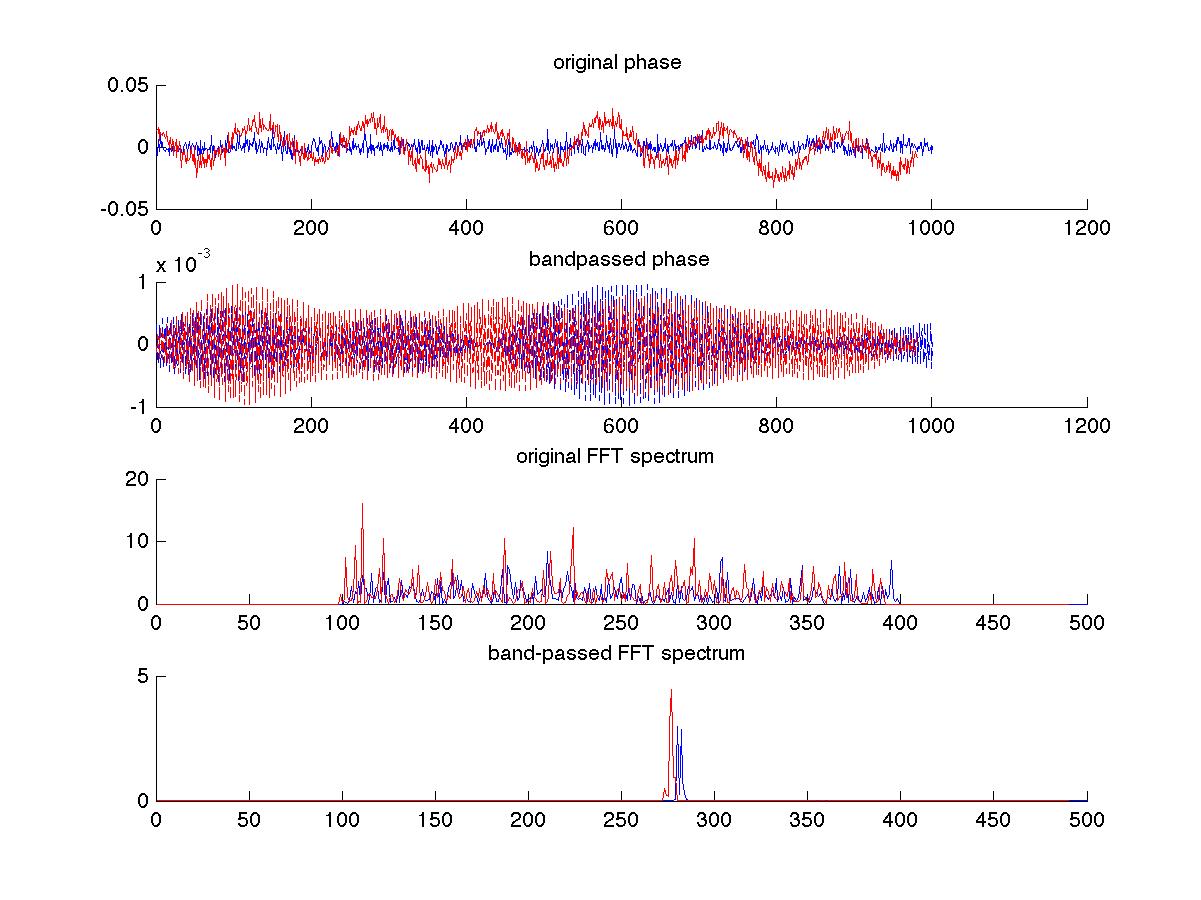 original phase
0.05
0
-0.05
0 200 400 600 800 1000 1200
x 10-3
bandpassed phase
1
0
-1
0 200 400 600 800 1000 1200
original FFT spectrum
20
10
0
0 50 100 150 200 250 300 350 400 450 500
band-passed FFT spectrum
5
0
0 50 100 150 200 250 300 350 400 450 500